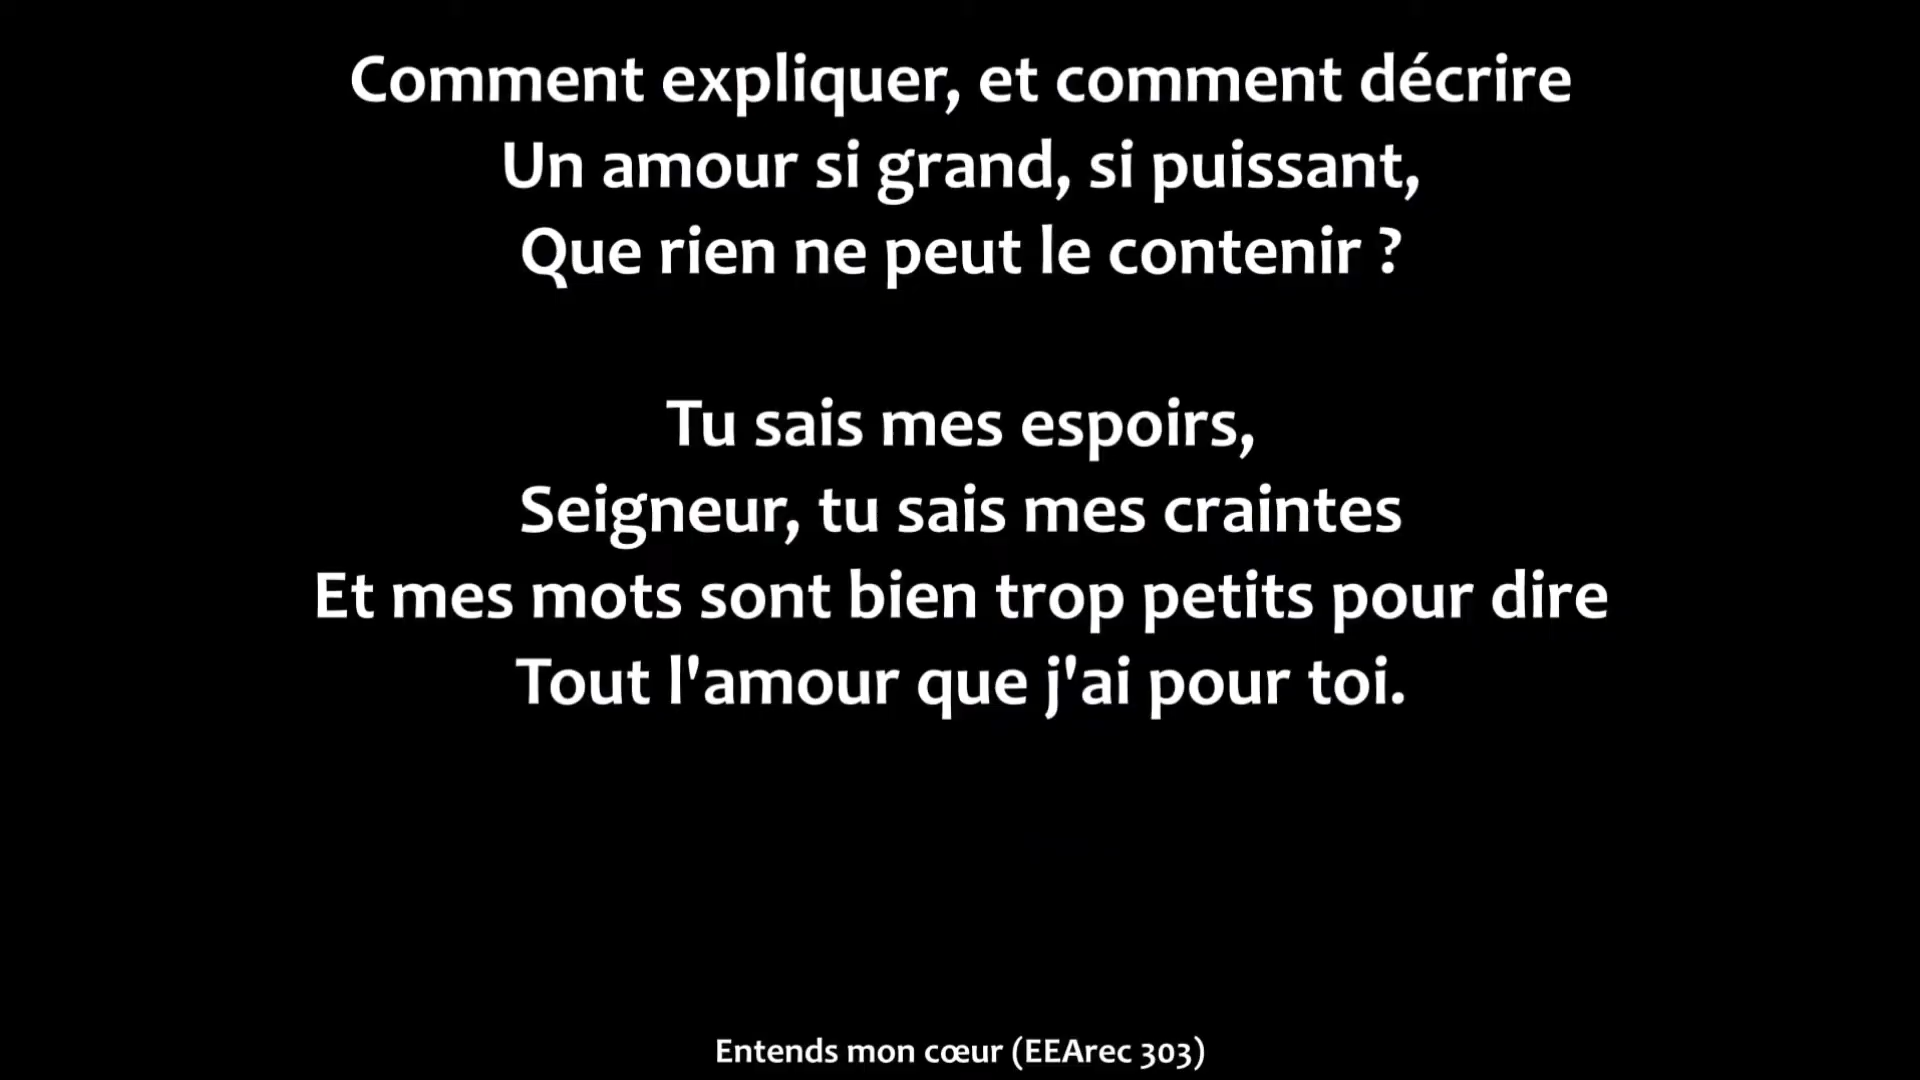 Comment expliquer, et comment décrire
Un amour si grand, si puissant,
Que rien ne peut le contenir ?
Tu sais mes espoirs,
Seigneur, tu sais mes craintes
Et mes mots sont bien trop petits pour dire
Tout l'amour que j'ai pour toi.
Entends mon cœur (EEArec 303)